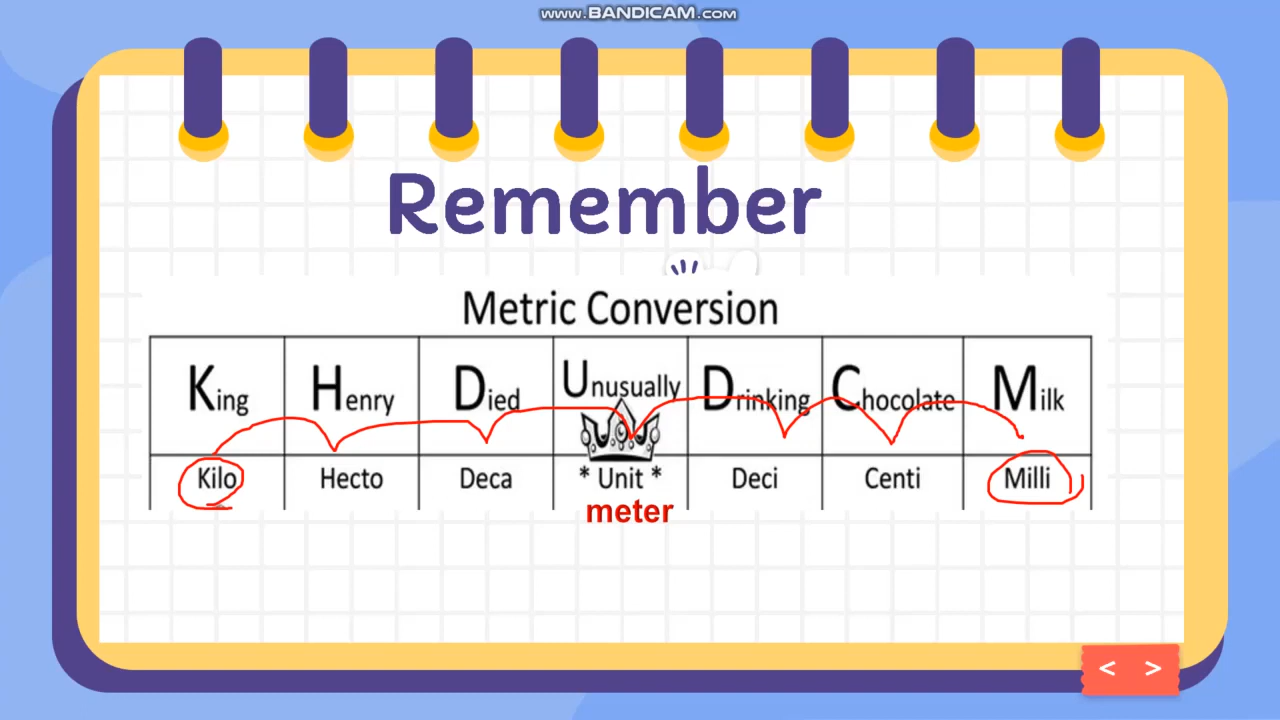 www.BANDICAM.com
Remember
Metric Conversion
King Henry Died Unusually Drinking Chocolate Milk
Kilo Hecto Deca * Unit * Deci Centi Milli
meter
< >